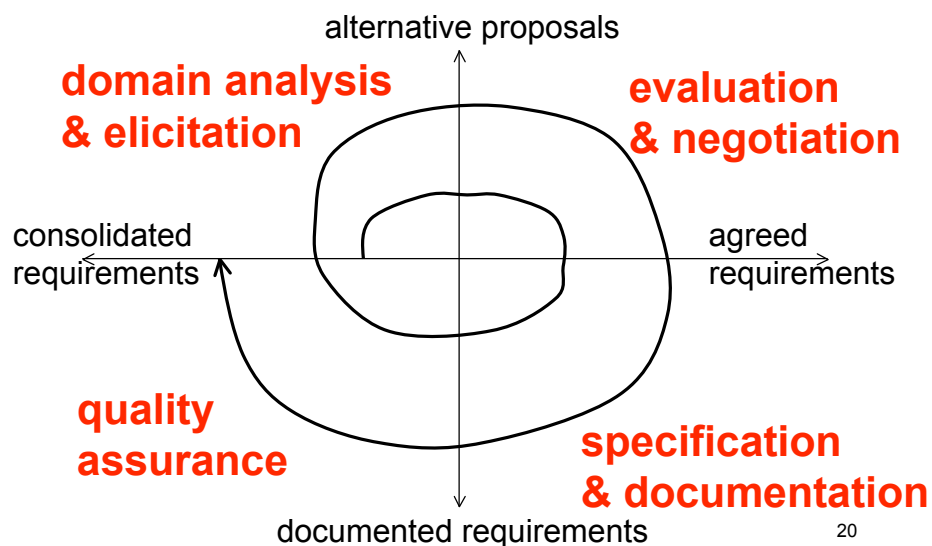 alternative proposals
domain analysis
& elicitation
evaluation
& negotiation
consolidated
requirements
agreed
requirements
quality
assurance
specification
& documentation
documented requirements
20